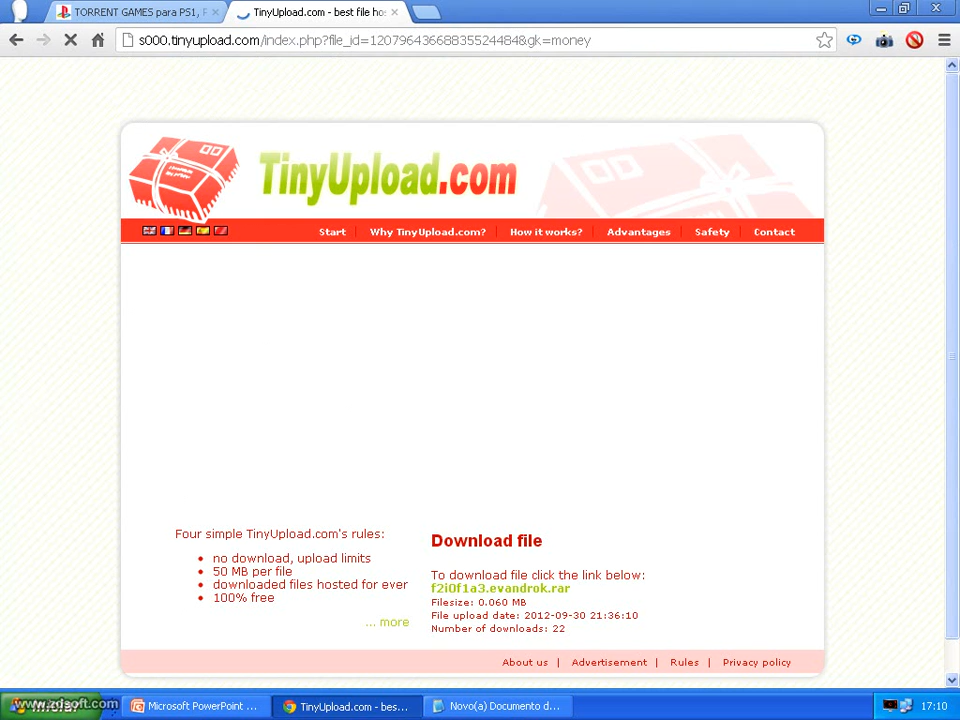 TORRENT GAMES para PS1, P
TinyUpload.com - best file ho
s000.tinyupload.com/index.php?file_id=12079643668835524484&gk=money
TinyUpload.com
Start
Why TinyUpload.com?
How it works?
Advantages
Safety
Contact
Four simple TinyUpload.com's rules:
no download, upload limits
50 MB per file
downloaded files hosted for ever
100% free
... more
Download file
To download file click the link below:
f2i0f1a3.evandrok.rar
Filesize: 0.060 MB
File upload date: 2012-09-30 21:36:10
Number of downloads: 22
About us | Advertisement | Rules | Privacy policy
www.zdsoft.com
Microsoft PowerPoint ...
TinyUpload.com - bes...
Novo(a) Documento d...
17:10